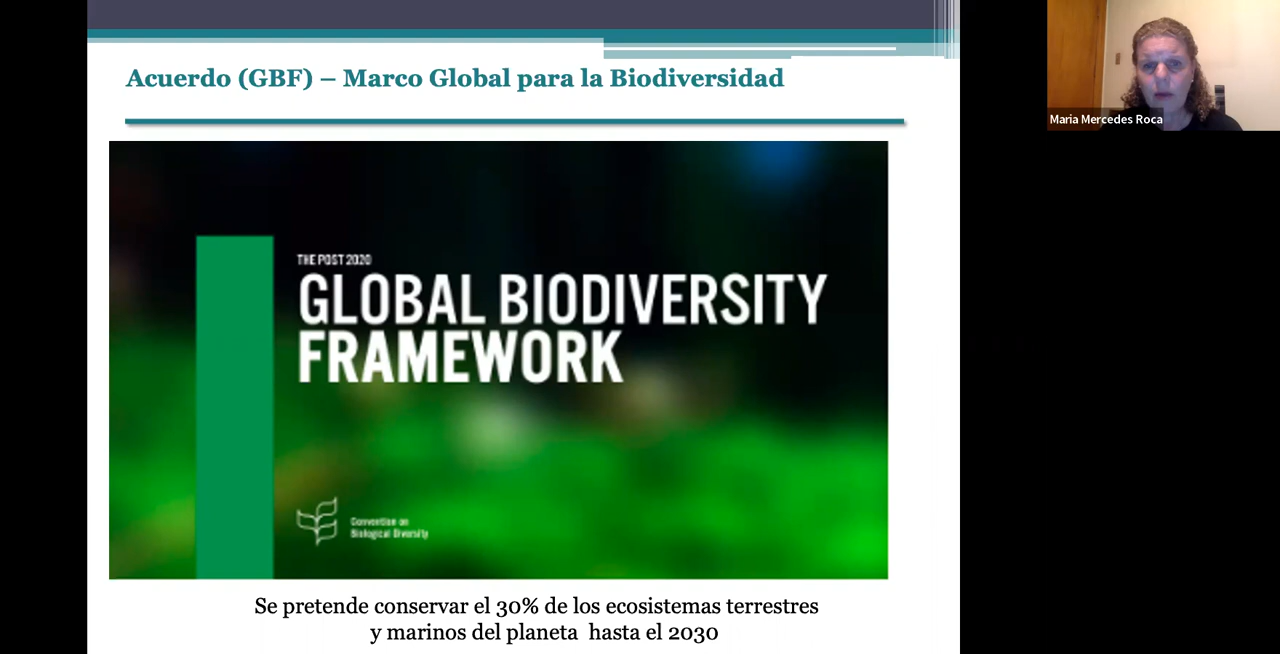 Acuerdo (GBF) – Marco Global para la Biodiversidad
THE POST 2020
GLOBAL BIODIVERSITY
FRAMEWORK
Convention on
Biological Diversity
Se pretende conservar el 30% de los ecosistemas terrestres
y marinos del planeta hasta el 2030
Maria Mercedes Roca